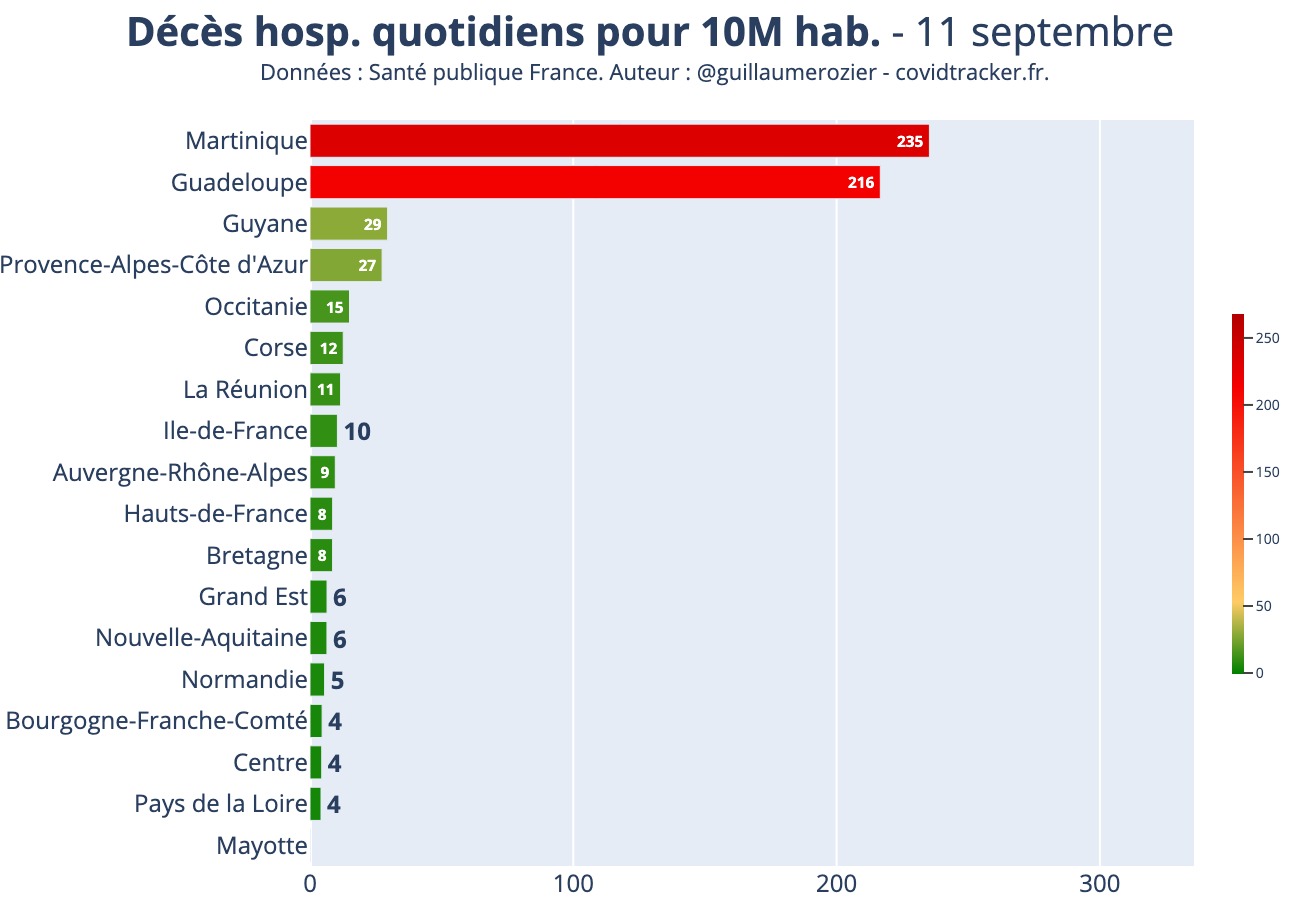 Décès hosp. quotidiens pour 10M hab. - 11 septembre
Données : Santé publique France. Auteur : @guillaumerozier - covidtracker.fr.
Martinique 235
Guadeloupe 216
Guyane 29
Provence-Alpes-Côte d'Azur 27
Occitanie 15
Corse 12
La Réunion 11
Ile-de-France 10
Auvergne-Rhône-Alpes 9
Hauts-de-France 8
Bretagne 8
Grand Est 6
Nouvelle-Aquitaine 6
Normandie 5
Bourgogne-Franche-Comté 4
Centre 4
Pays de la Loire 4
Mayotte
0 100 200 300
250
200
150
100
50
0